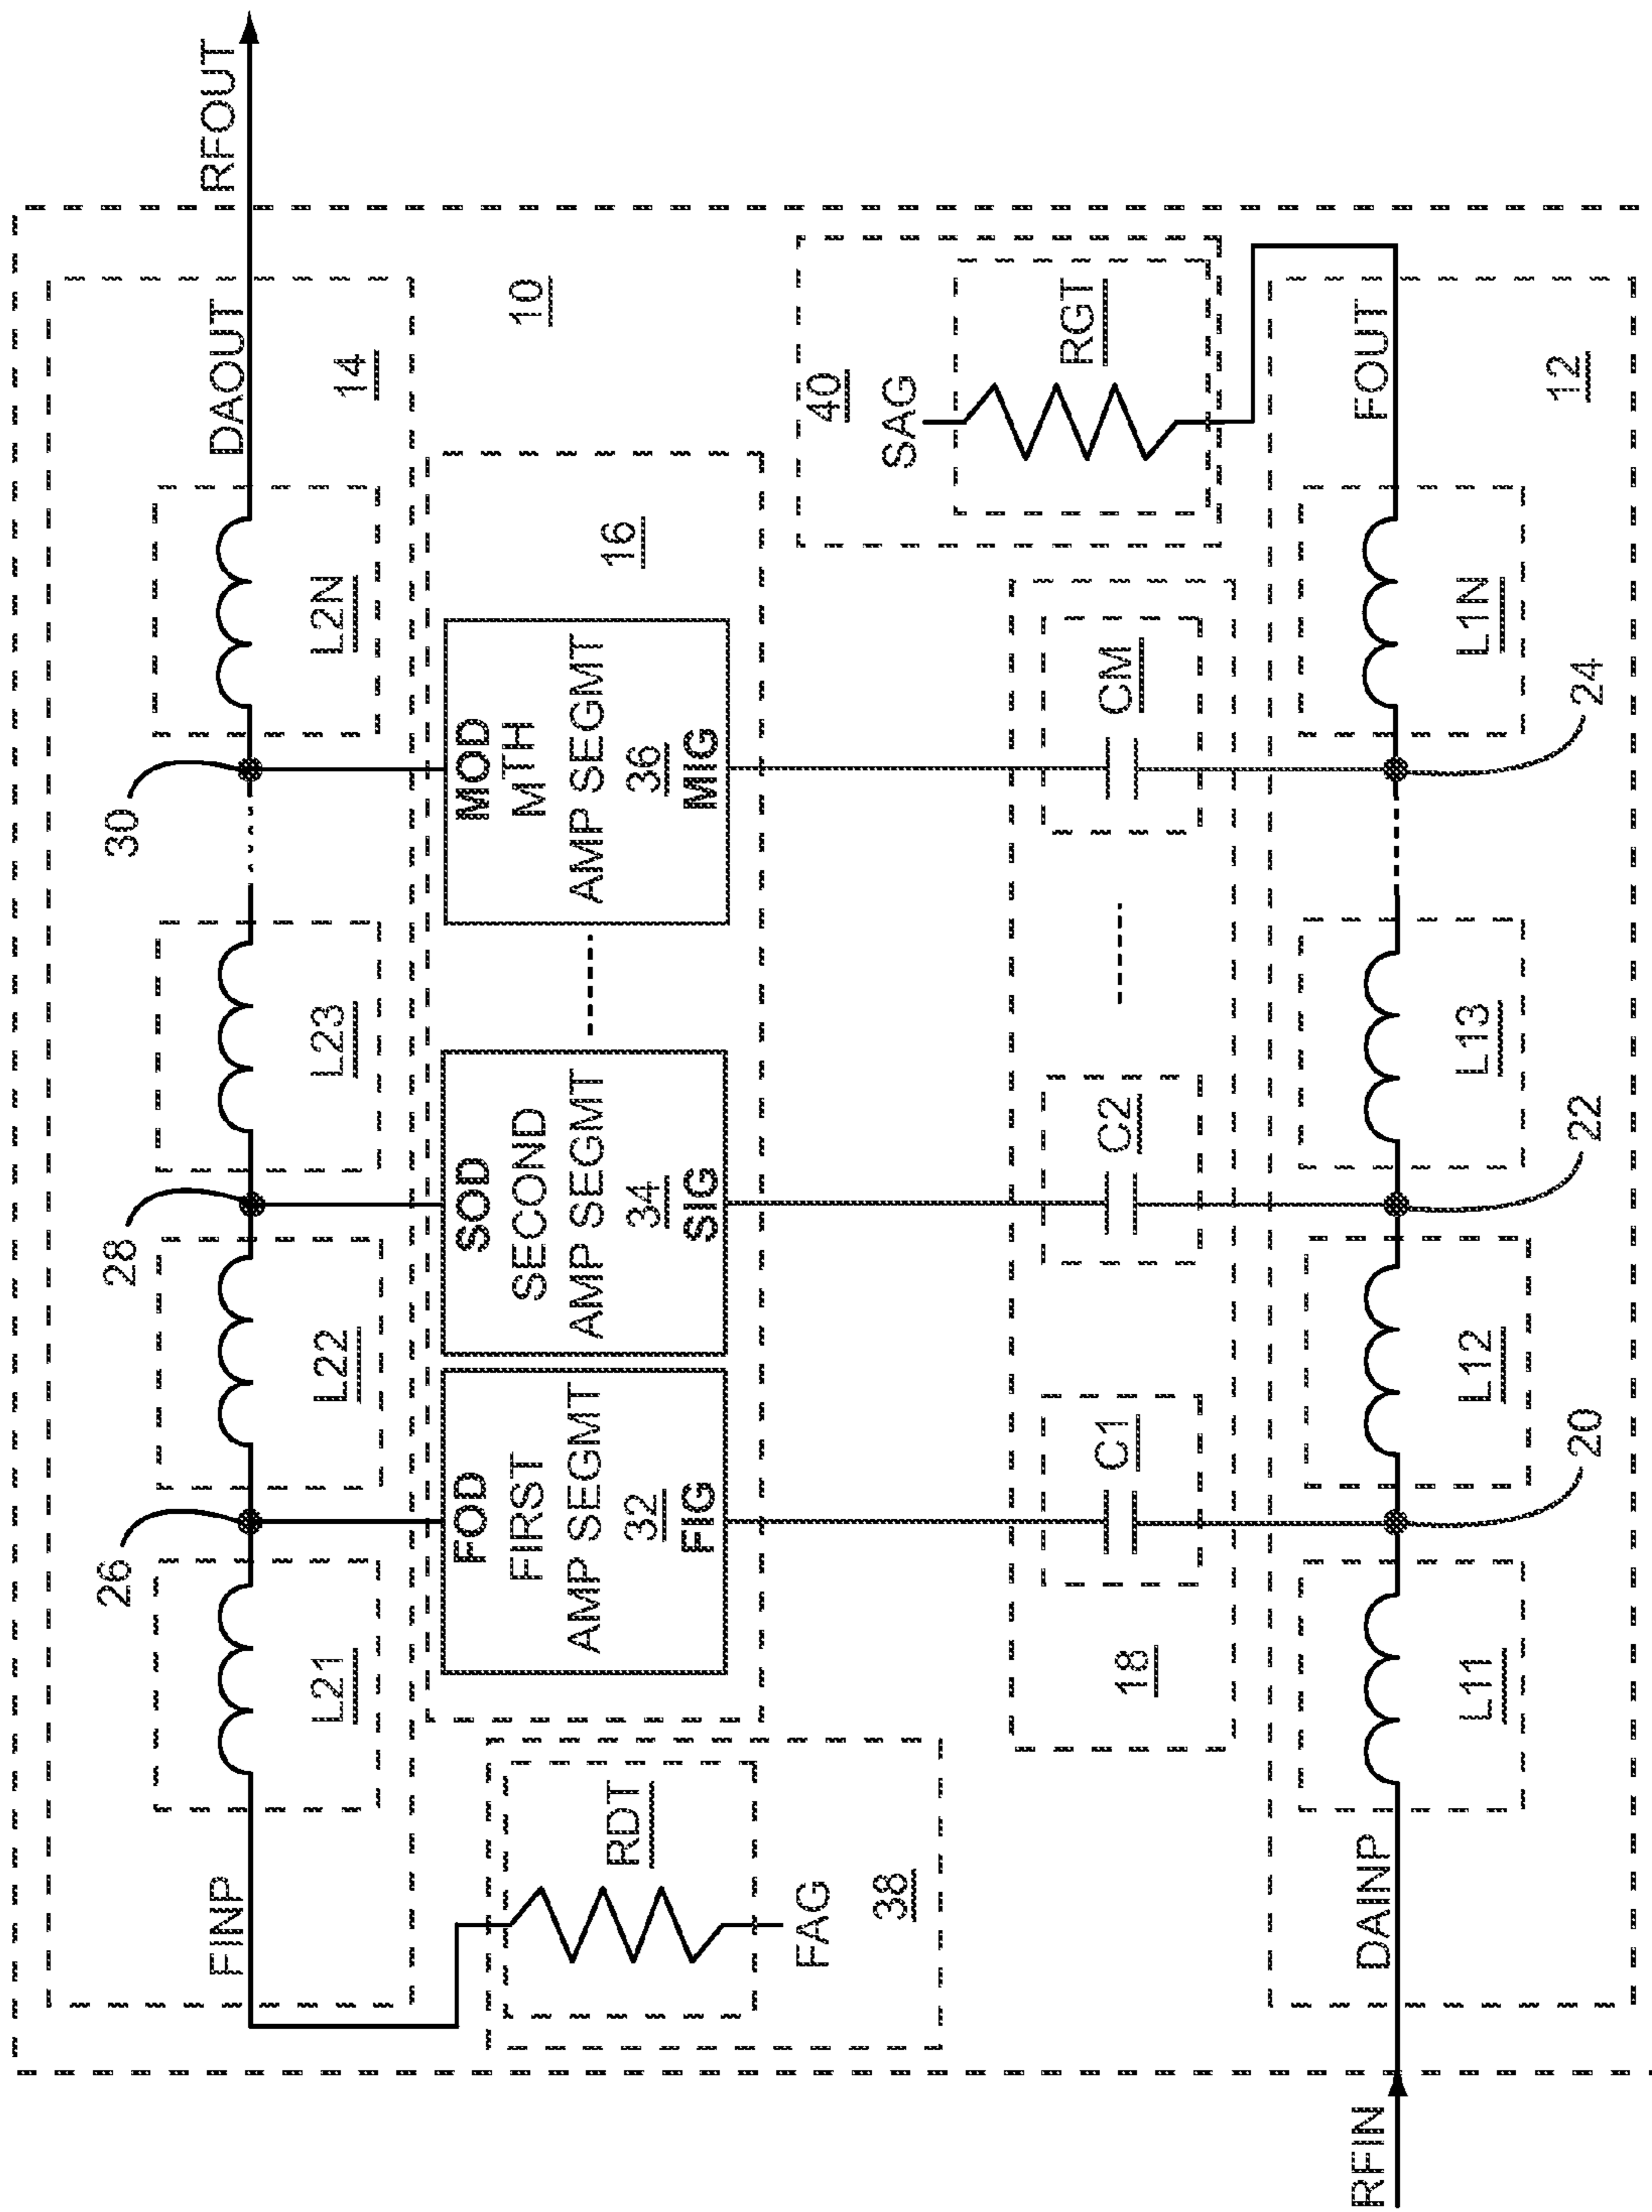 RFOUT
30
28
26
FINP
DAOUT
L21
L22
L23
L2N
14
10
RDT
FAG
38
FOD
FIRST
AMP SEGMT
32
FIG
SOD
SECOND
AMP SEGMT
34
SIG
MOD
MTH
AMP SEGMT
36
MIG
16
40
SAG
RGT
18
C1
C2
CM
RFIN
DAINP
FOUT
L11
L12
L13
L1N
12
20
22
24